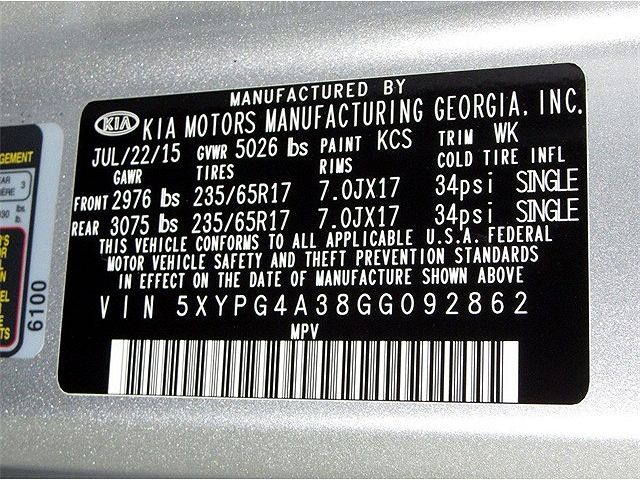 MANUFACTURED BY
KIA KIA MOTORS MANUFACTURING GEORGIA, INC.
JUL/22/15 GVWR 5026 lbs PAINT KCS TRIM WK
GAWR TIRES RIMS COLD TIRE INFL
FRONT 2976 lbs 235/65R17 7.0JX17 34psi SINGLE
REAR 3075 lbs 235/65R17 7.0JX17 34psi SINGLE
THIS VEHICLE CONFORMS TO ALL APPLICABLE U.S.A. FEDERAL
MOTOR VEHICLE SAFETY AND THEFT PREVENTION STANDARDS
IN EFFECT ON THE DATE OF MANUFACTURE SHOWN ABOVE
VIN 5XYPG4A38GG092862
MPV
6100